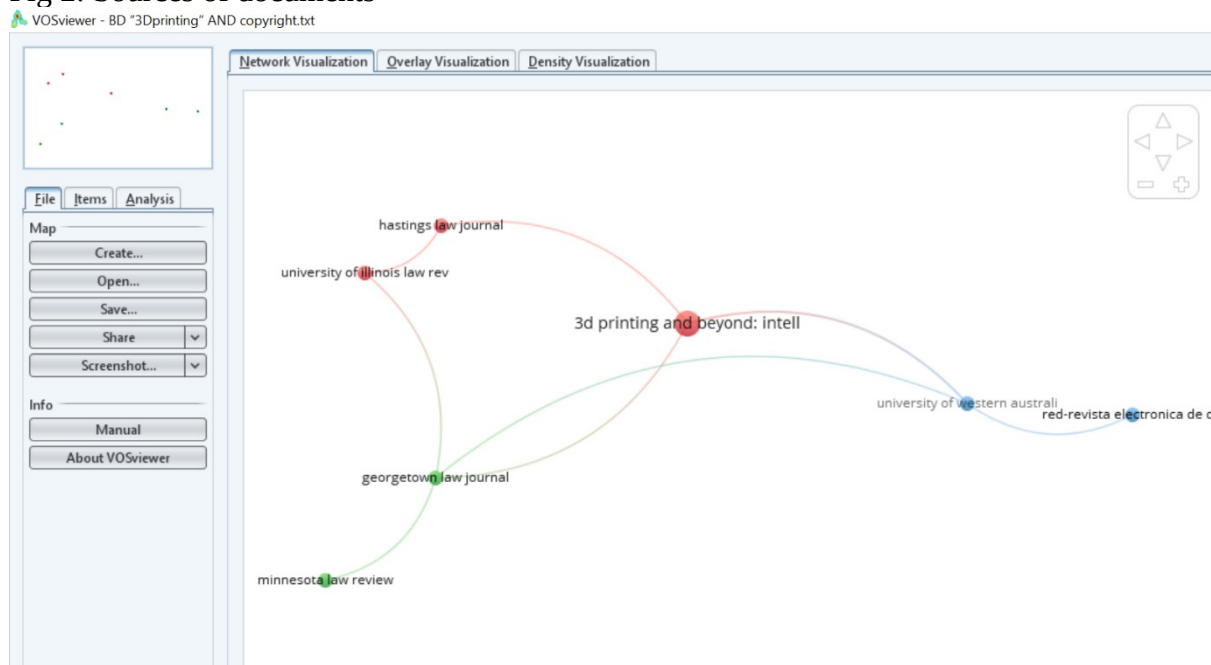 Fig 2. Sources of documents
VOSviewer - BD "3Dprinting" AND copyright.txt
Network Visualization Overlay Visualization Density Visualization
File Items Analysis
Map
Create...
Open...
Save...
Share
Screenshot...
Info
Manual
About VOSviewer
hastings law journal
university of illinois law rev
3d printing and beyond: intell
university of western australi
red-revista electronica de c
georgetown law journal
minnesota law review